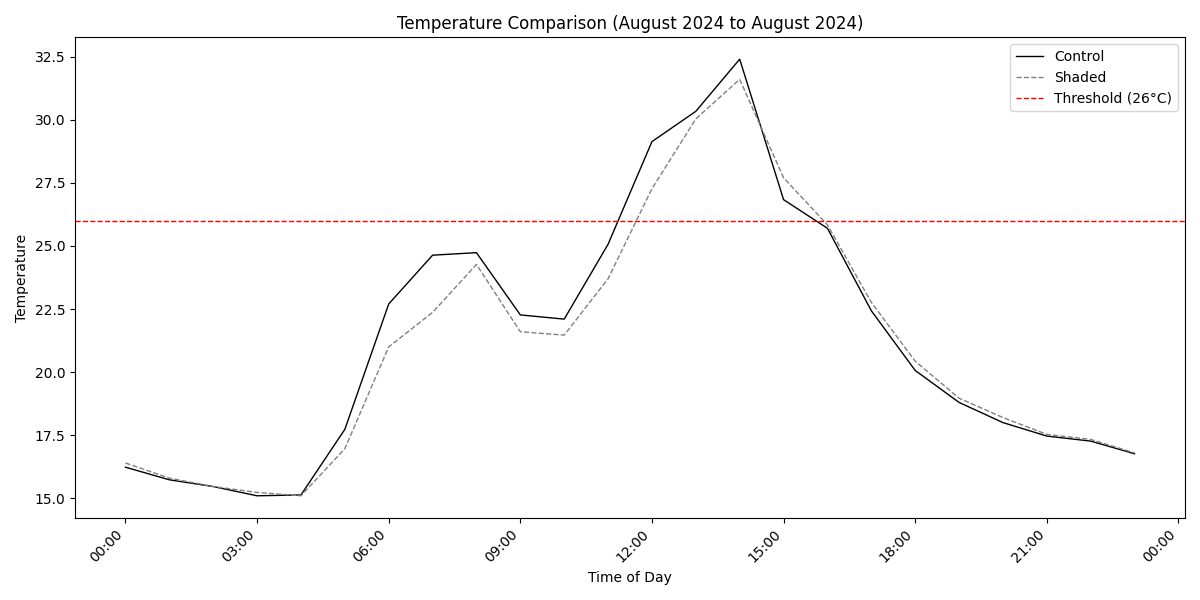 Temperature Comparison (August 2024 to August 2024)
Control
Shaded
Threshold (26°C)
Temperature
32.5
30.0
27.5
25.0
22.5
20.0
17.5
15.0
00:00
03:00
06:00
09:00
12:00
15:00
18:00
21:00
00:00
Time of Day